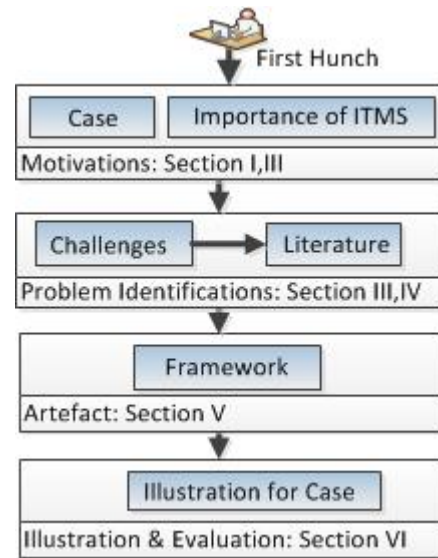 First Hunch
Case
Importance of ITMS
Motivations: Section I,III
Challenges
Literature
Problem Identifications: Section III,IV
Framework
Artefact: Section V
Illustration for Case
Illustration & Evaluation: Section VI